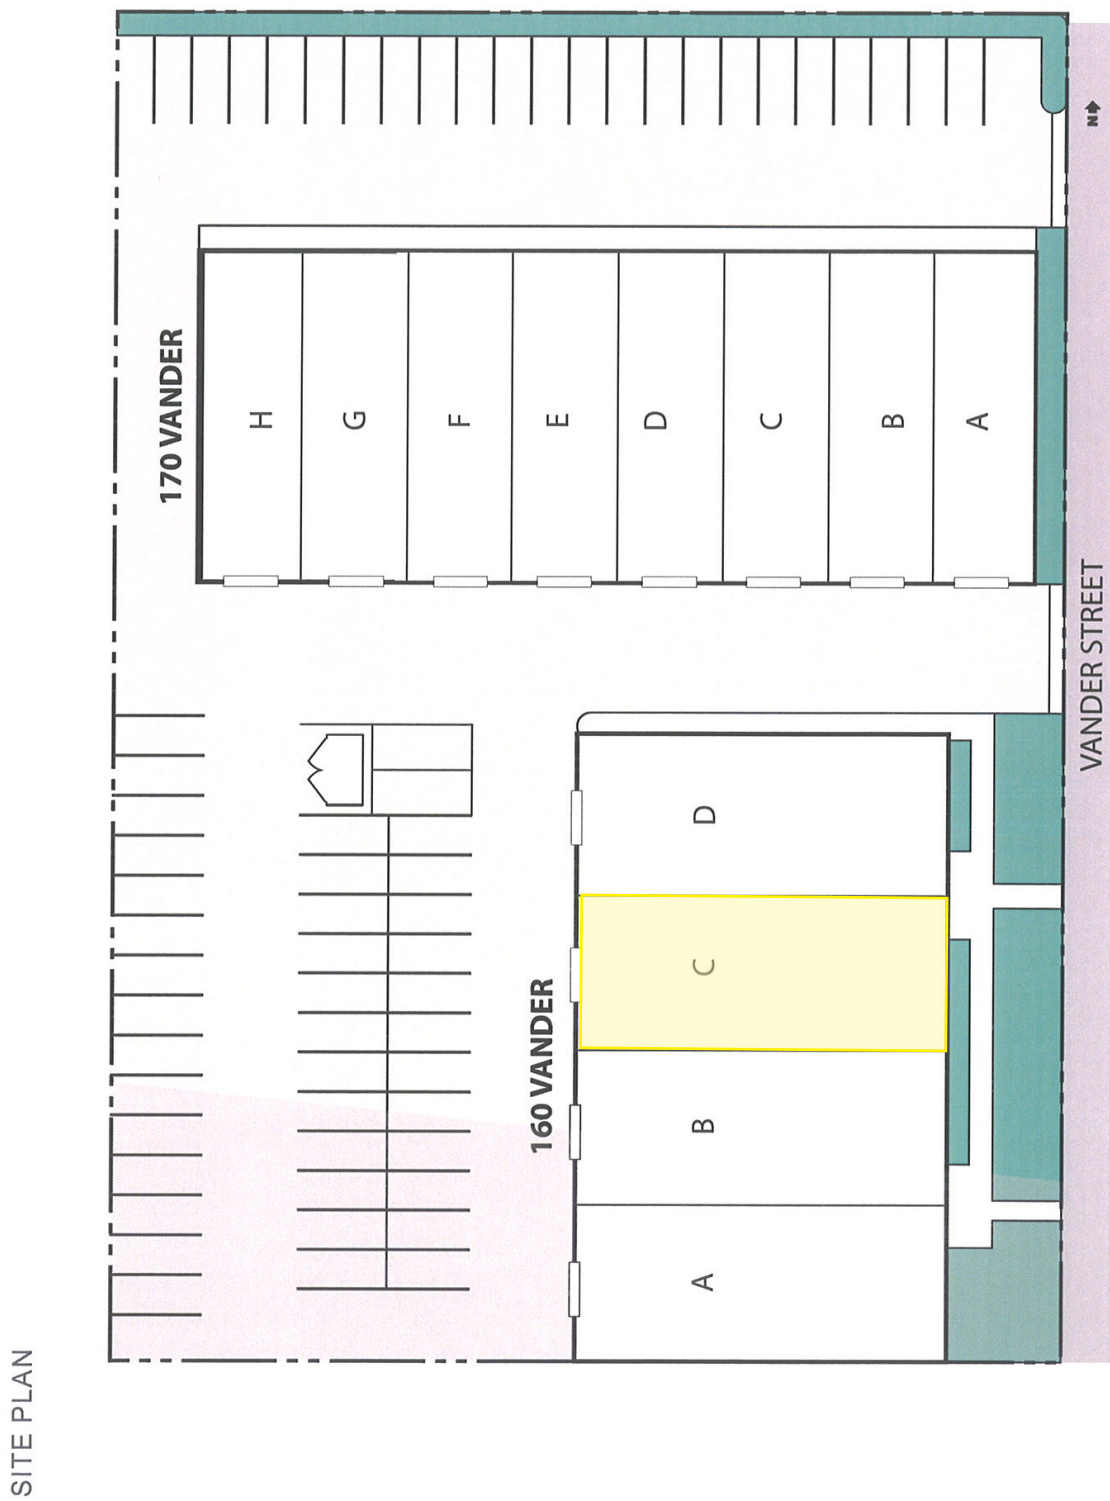 SITE PLAN
170 VANDER
H
G
F
E
D
C
B
A
160 VANDER
D
C
B
A
VANDER STREET
N